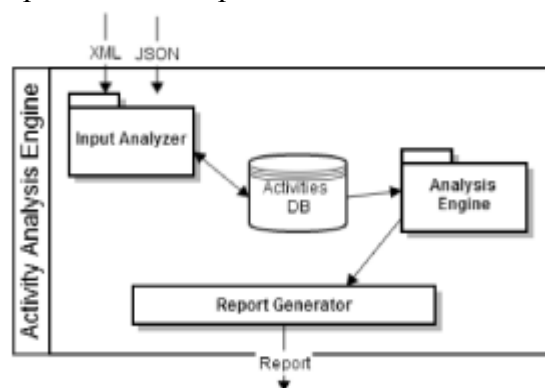 XML JSON
Activity Analysis Engine
Input Analyzer
Activities
DB
Analysis
Engine
Report Generator
Report